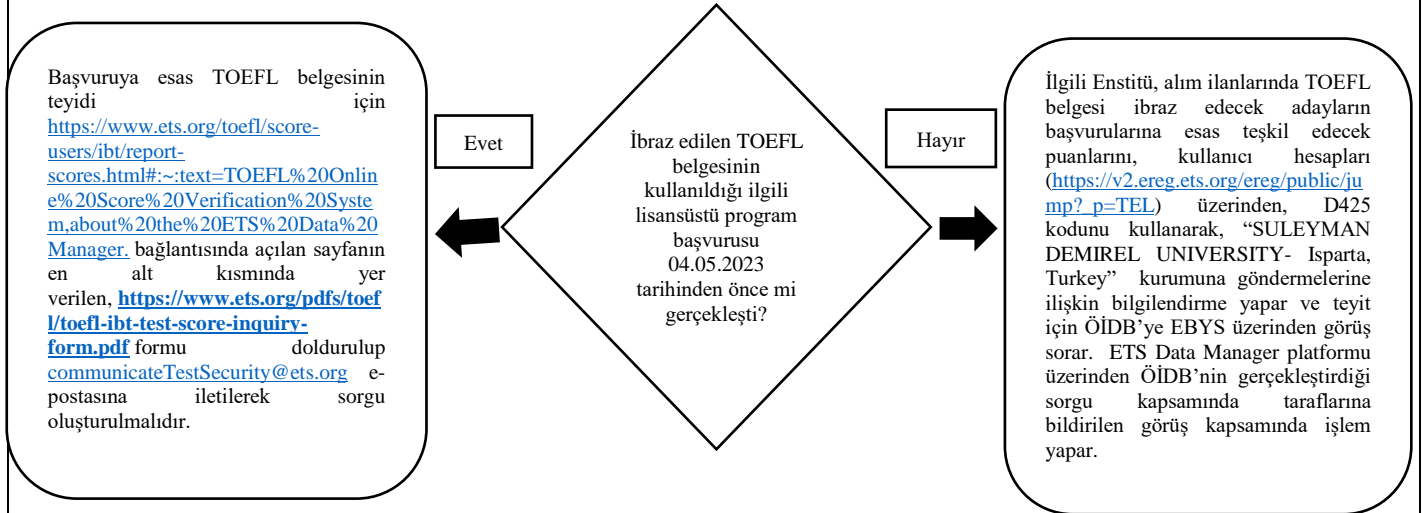 Başvuruya esas TOEFL belgesinin
teyidi için
https://www.ets.org/toefl/score-
users/ibt/report-
scores.html#:~:text=TOEFL%20Onlin
e%20Score%20Verification%20Syste
m,about%20the%20ETS%20Data%20
Manager. bağlantısında açılan sayfanın
en alt kısmında yer
verilen, https://www.ets.org/pdfs/toef
l/toefl-ibt-test-score-inquiry-
form.pdf formu doldurulup
communicateTestSecurity@ets.org e-
postasına iletilerek sorgu
oluşturulmalıdır.
Evet
İbraz edilen TOEFL
belgesinin
kullanıldığı ilgili
lisansüstü program
başvurusu
04.05.2023
tarihinden önce mi
gerçekleşti?
Hayır
İlgili Enstitü, alım ilanlarında TOEFL
belgesi ibraz edecek adayların
başvurularına esas teşkil edecek
puanlarını, kullanıcı hesapları
(https://v2.ereg.ets.org/ereg/public/ju
mp?_p=TEL) üzerinden, D425
kodunu kullanarak, “SULEYMAN
DEMIREL UNIVERSITY- Isparta,
Turkey” kurumuna göndermelerine
ilişkin bilgilendirme yapar ve teyit
için ÖİDB’ye EBYS üzerinden görüş
sorar. ETS Data Manager platformu
üzerinden ÖİDB’nin gerçekleştirdiği
sorgu kapsamında taraflarına
bildirilen görüş kapsamında işlem
yapar.